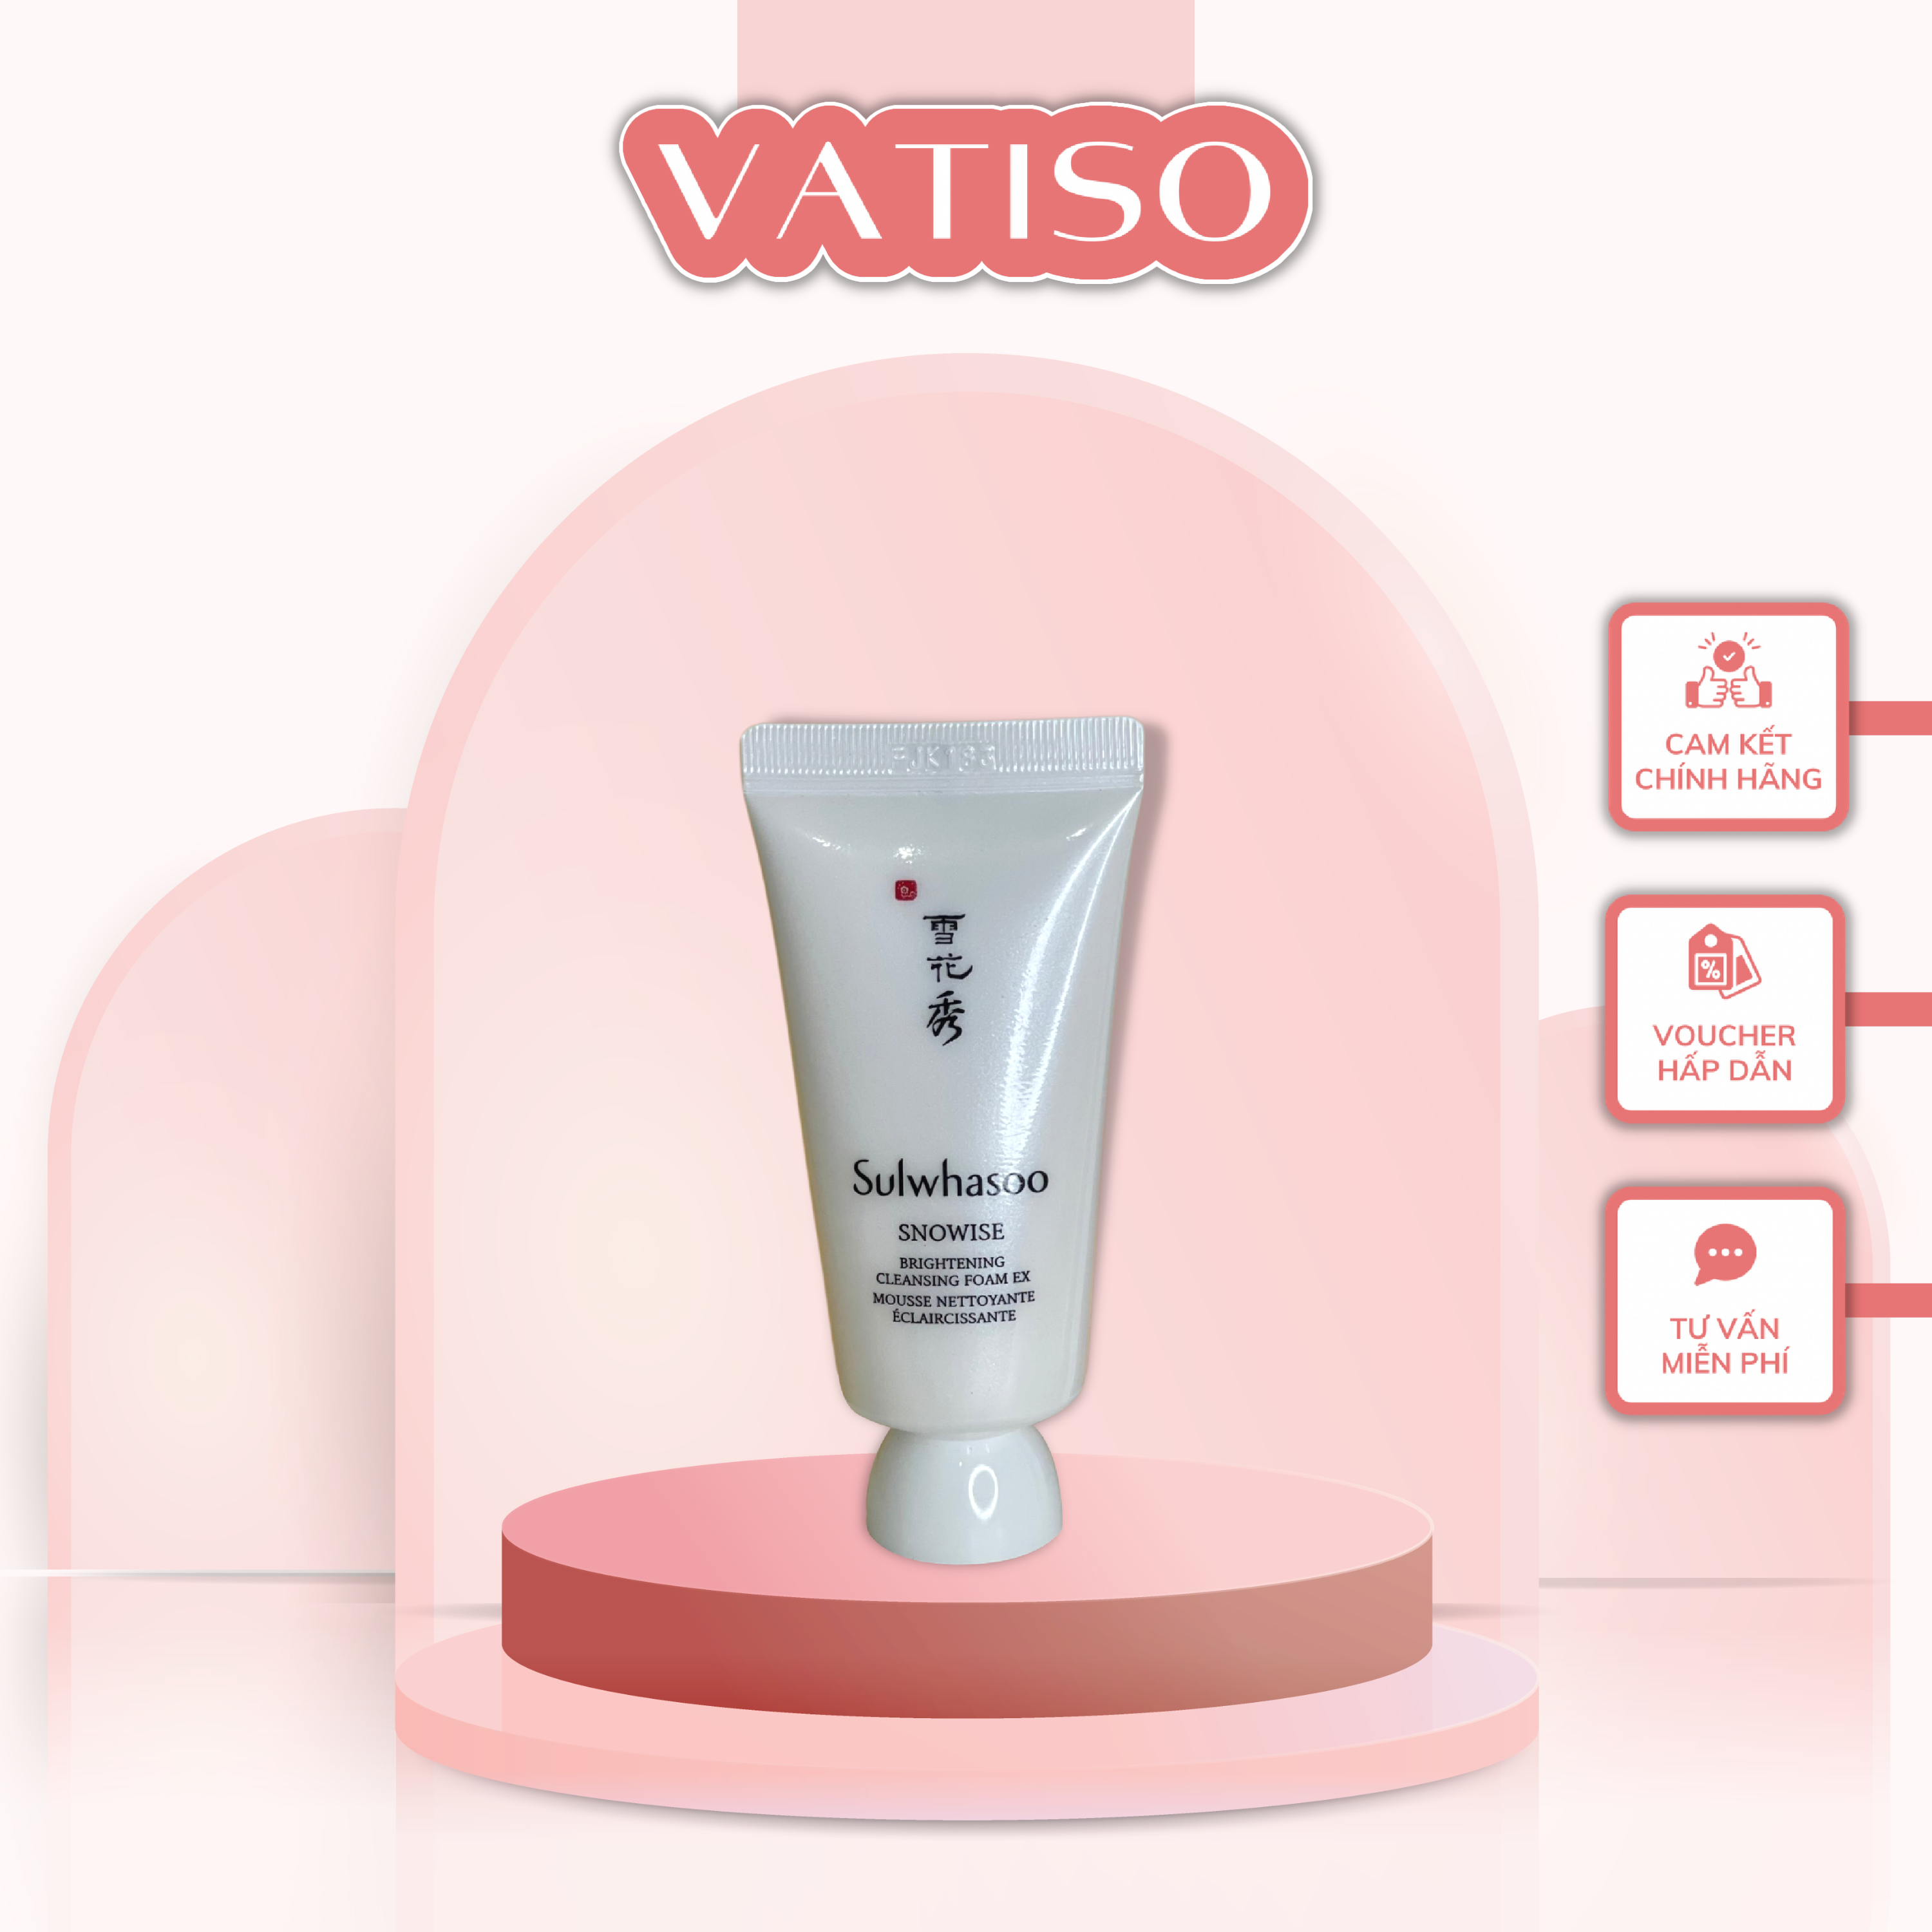 VATISO
CAM KẾT
CHÍNH HÃNG
雪
花
秀
VOUCHER
HẤP DẪN
Sulwhasoo
SNOWISE
BRIGHTENING
CLEANSING FOAM EX
MOUSSE NETTOYANTE
ÉCLAIRCISSANTE
TƯ VẤN
MIỄN PHÍ